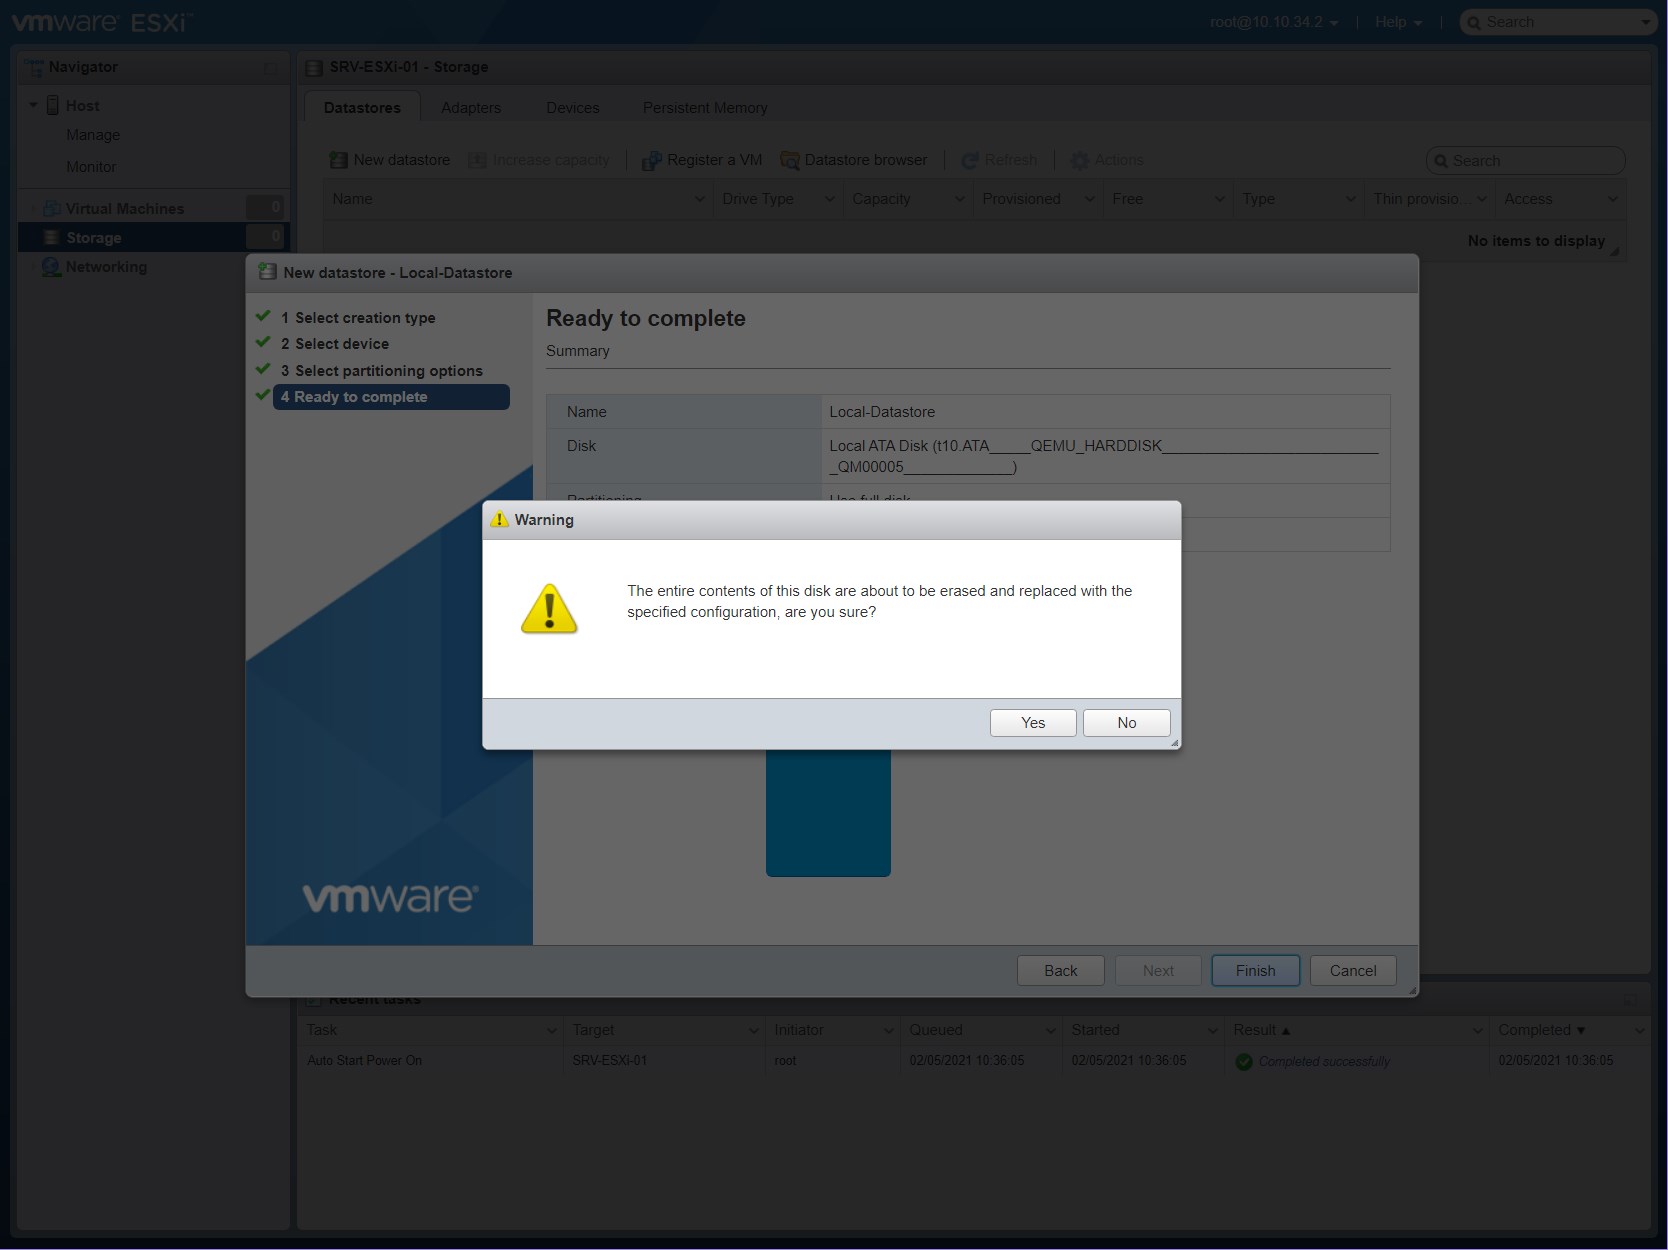 vmware ESXi™
root@10.10.34.2
Help
Search
Navigator
Host
Manage
Monitor
Virtual Machines 0
Storage 0
Networking
SRV-ESXi-01 - Storage
Datastores Adapters Devices Persistent Memory
New datastore Increase capacity Register a VM Datastore browser Refresh Actions Search
Name Drive Type Capacity Provisioned Free Type Thin provisio... Access
No items to display
New datastore - Local-Datastore
1 Select creation type
2 Select device
3 Select partitioning options
4 Ready to complete
vmware®
Ready to complete
Summary
Name Local-Datastore
Disk Local ATA Disk (t10.ATA_____QEMU_HARDDISK__________________________
_QM00005_____________)
Partitioning Use full disk
Warning
The entire contents of this disk are about to be erased and replaced with the
specified configuration, are you sure?
Yes No
Back Next Finish Cancel
Recent tasks
Task Target Initiator Queued Started Result Completed
Auto Start Power On SRV-ESXi-01 root 02/05/2021 10:36:05 02/05/2021 10:36:05 Completed successfully 02/05/2021 10:36:05